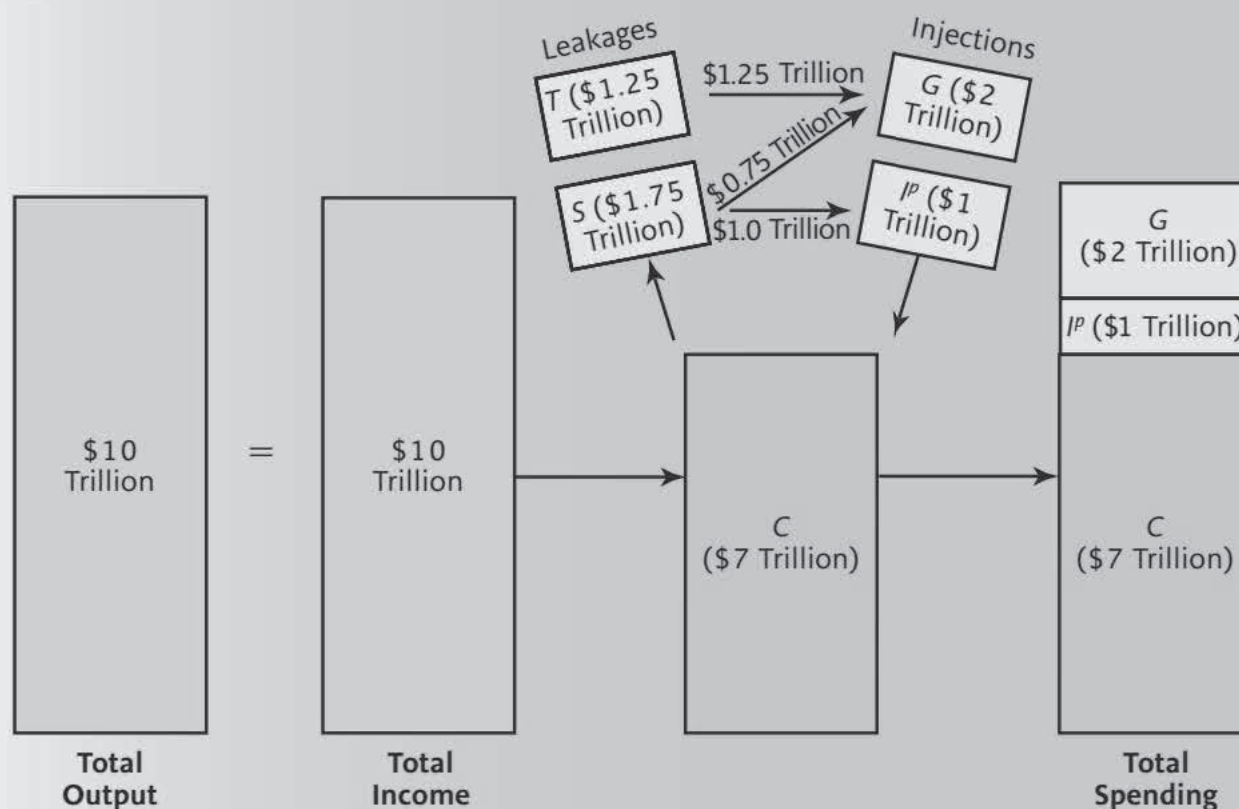 Leakages
Injections
T ($1.25
Trillion)
$1.25 Trillion
G ($2
Trillion)
$0.75 Trillion
S ($1.75
Trillion)
$1.0 Trillion
Iᵖ ($1
Trillion)
G
($2 Trillion)
Iᵖ ($1 Trillion)
$10
Trillion
=
$10
Trillion
C
($7 Trillion)
C
($7 Trillion)
Total
Output
Total
Income
Total
Spending